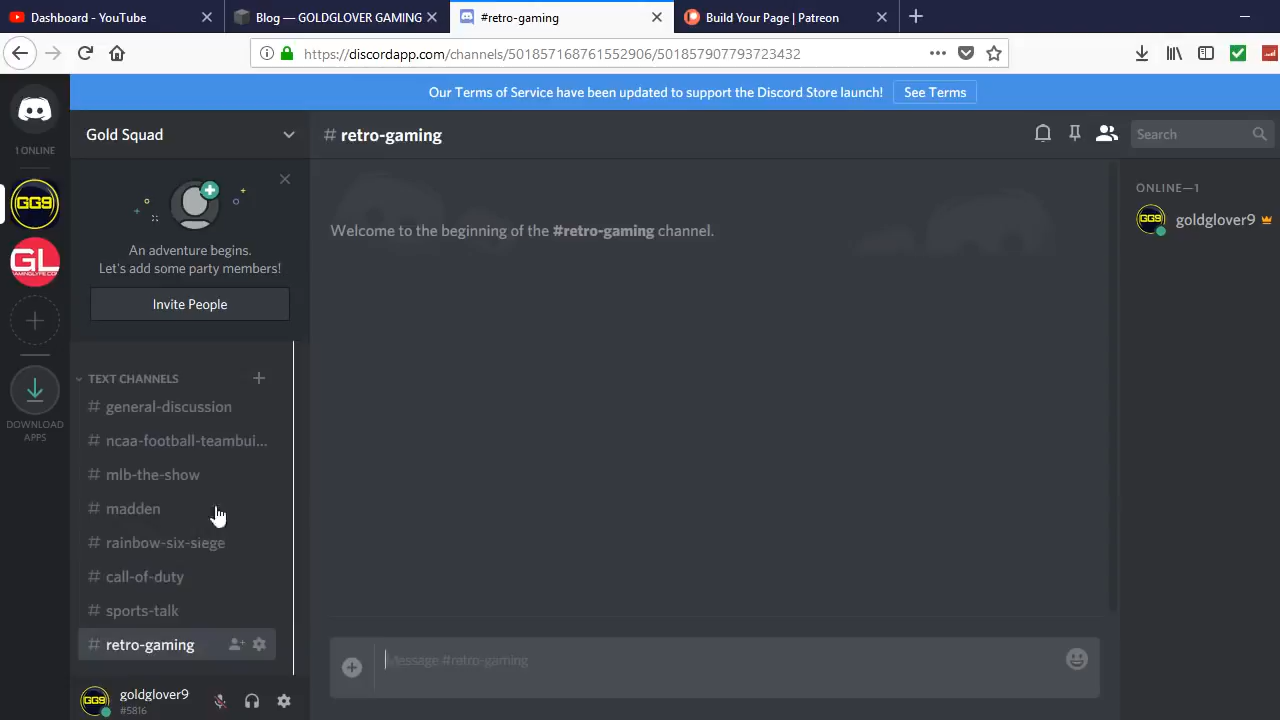 Dashboard - YouTube
Blog — GOLDGLOVER GAMING
#retro-gaming
Build Your Page | Patreon
https://discordapp.com/channels/501857168761552906/501857907793723432
Our Terms of Service have been updated to support the Discord Store launch!
See Terms
1 ONLINE
GG9
GL
DOWNLOAD
APPS
Gold Squad
An adventure begins.
Let's add some party members!
Invite People
TEXT CHANNELS
# general-discussion
# ncaa-football-teambui...
# mlb-the-show
# madden
# rainbow-six-siege
# call-of-duty
# sports-talk
# retro-gaming
GG9
goldglover9
#5816
# retro-gaming
Search
Welcome to the beginning of the #retro-gaming channel.
Message #retro-gaming
ONLINE—1
GG9
goldglover9